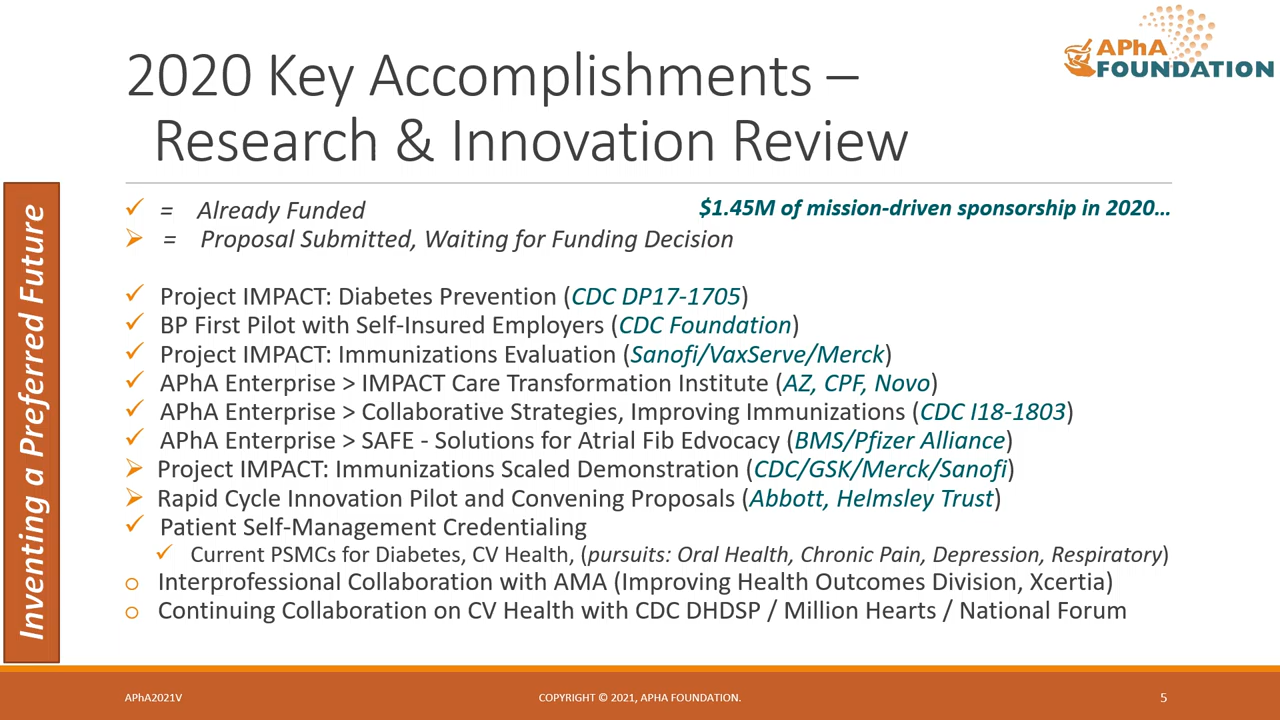 APhA
FOUNDATION
2020 Key Accomplishments –
Research & Innovation Review
Inventing a Preferred Future
✓ = Already Funded
$1.45M of mission-driven sponsorship in 2020…
➢ = Proposal Submitted, Waiting for Funding Decision
✓ Project IMPACT: Diabetes Prevention (CDC DP17-1705)
✓ BP First Pilot with Self-Insured Employers (CDC Foundation)
✓ Project IMPACT: Immunizations Evaluation (Sanofi/VaxServe/Merck)
✓ APhA Enterprise > IMPACT Care Transformation Institute (AZ, CPF, Novo)
✓ APhA Enterprise > Collaborative Strategies, Improving Immunizations (CDC I18-1803)
✓ APhA Enterprise > SAFE - Solutions for Atrial Fib Edvocacy (BMS/Pfizer Alliance)
➢ Project IMPACT: Immunizations Scaled Demonstration (CDC/GSK/Merck/Sanofi)
➢ Rapid Cycle Innovation Pilot and Convening Proposals (Abbott, Helmsley Trust)
✓ Patient Self-Management Credentialing
✓ Current PSMCs for Diabetes, CV Health, (pursuits: Oral Health, Chronic Pain, Depression, Respiratory)
o Interprofessional Collaboration with AMA (Improving Health Outcomes Division, Xcertia)
o Continuing Collaboration on CV Health with CDC DHDSP / Million Hearts / National Forum
APhA2021V
COPYRIGHT © 2021, APHA FOUNDATION.
5